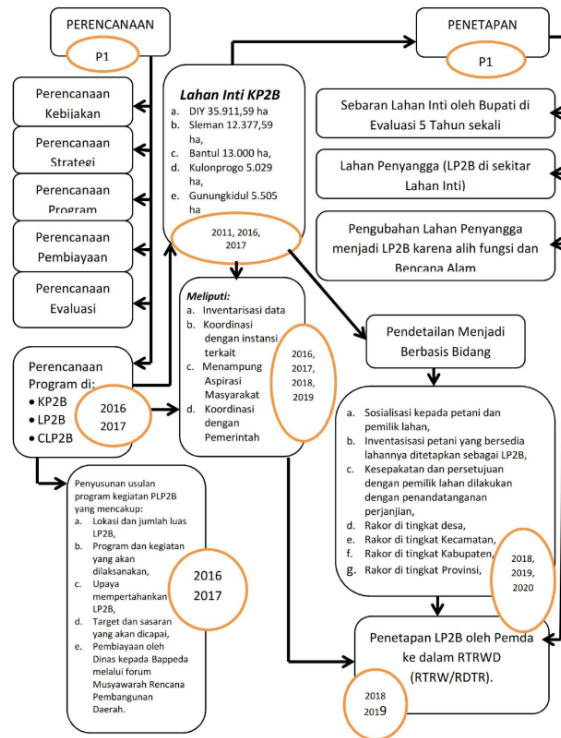 PERENCANAAN
P1
Perencanaan
Kebijakan
Perencanaan
Strategi
Perencanaan
Program
Perencanaan
Pembiayaan
Perencanaan
Evaluasi
Perencanaan
Program di:
• KP2B
• LP2B
• CLP2B
2016
2017
Penyusunan usulan
program kegiatan PLP2B
yang mencakup:
a. Lokasi dan jumlah luas
LP2B,
b. Program dan kegiatan
yang akan
dilaksanakan,
c. Upaya
mempertahankan
LP2B,
d. Target dan sasaran
yang akan dicapai,
e. Pembiayaan oleh
Dinas kepada Bappeda
melalui forum
Musyawarah Rencana
Pembangunan
Daerah.
2016
2017
Lahan Inti KP2B
a. DIY 35.911,59 ha
b. Sleman 12.377,59
ha,
c. Bantul 13.000 ha,
d. Kulonprogo 5.029
ha,
e. Gunungkidul 5.505
ha
2011, 2016,
2017
Meliputi:
a. Inventarisasi data
b. Koordinasi
dengan instansi
terkait
c. Menampung
Aspirasi
Masyarakat
d. Koordinasi
dengan
Pemerintah
2016,
2017,
2018,
2019
PENETAPAN
P1
Sebaran Lahan Inti oleh Bupati di
Evaluasi 5 Tahun sekali
Lahan Penyangga (LP2B di sekitar
Lahan Inti)
Pengubahan Lahan Penyangga
menjadi LP2B karena alih fungsi dan
Bencana Alam
Pendetailan Menjadi
Berbasis Bidang
a. Sosialisasi kepada petani dan
pemilik lahan,
b. Inventasisasi petani yang bersedia
lahannya ditetapkan sebagai LP2B,
c. Kesepakatan dan persetujuan
dengan pemilik lahan dilakukan
dengan penandatanganan
perjanjian,
d. Rakor di tingkat desa,
e. Rakor di tingkat Kecamatan,
f. Rakor di tingkat Kabupaten,
g. Rakor di tingkat Provinsi,
2018,
2019,
2020
Penetapan LP2B oleh Pemda
ke dalam RTRWD
(RTRW/RDTR).
2018
2019